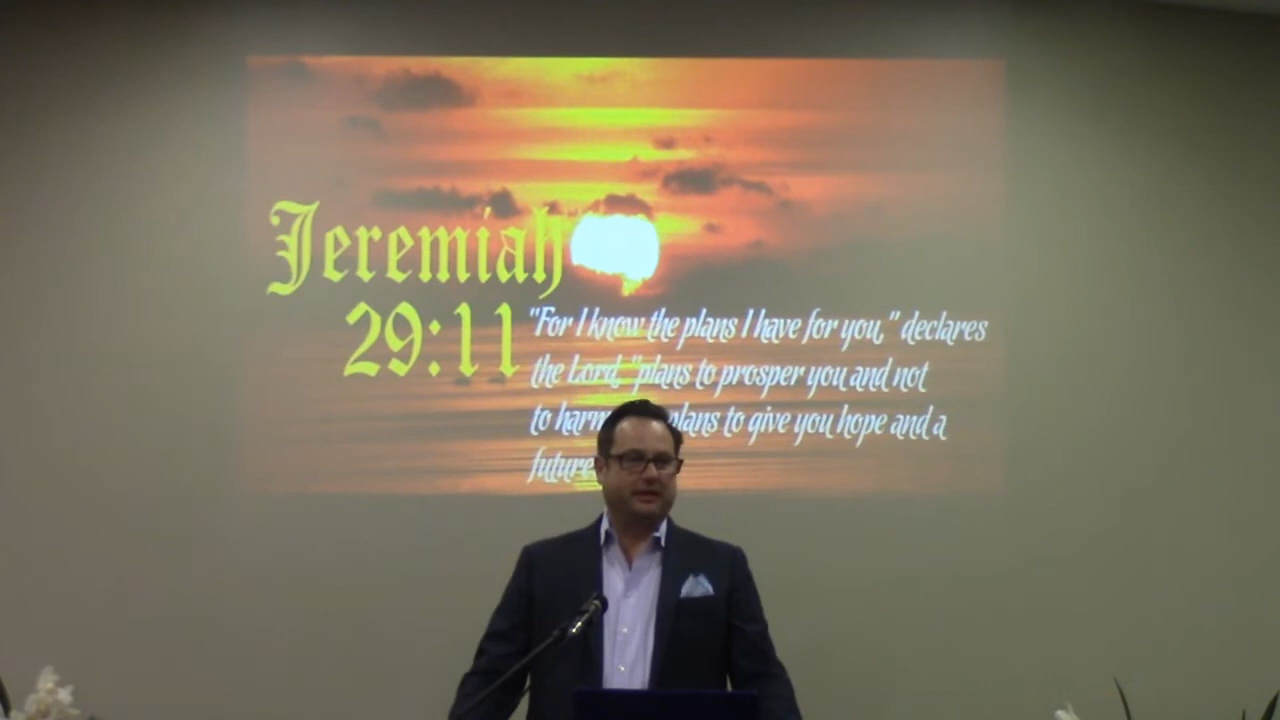 Jeremiah
29:11
"For I know the plans I have for you," declares
the Lord, "plans to prosper you and not
to harm plans to give you hope and a
future